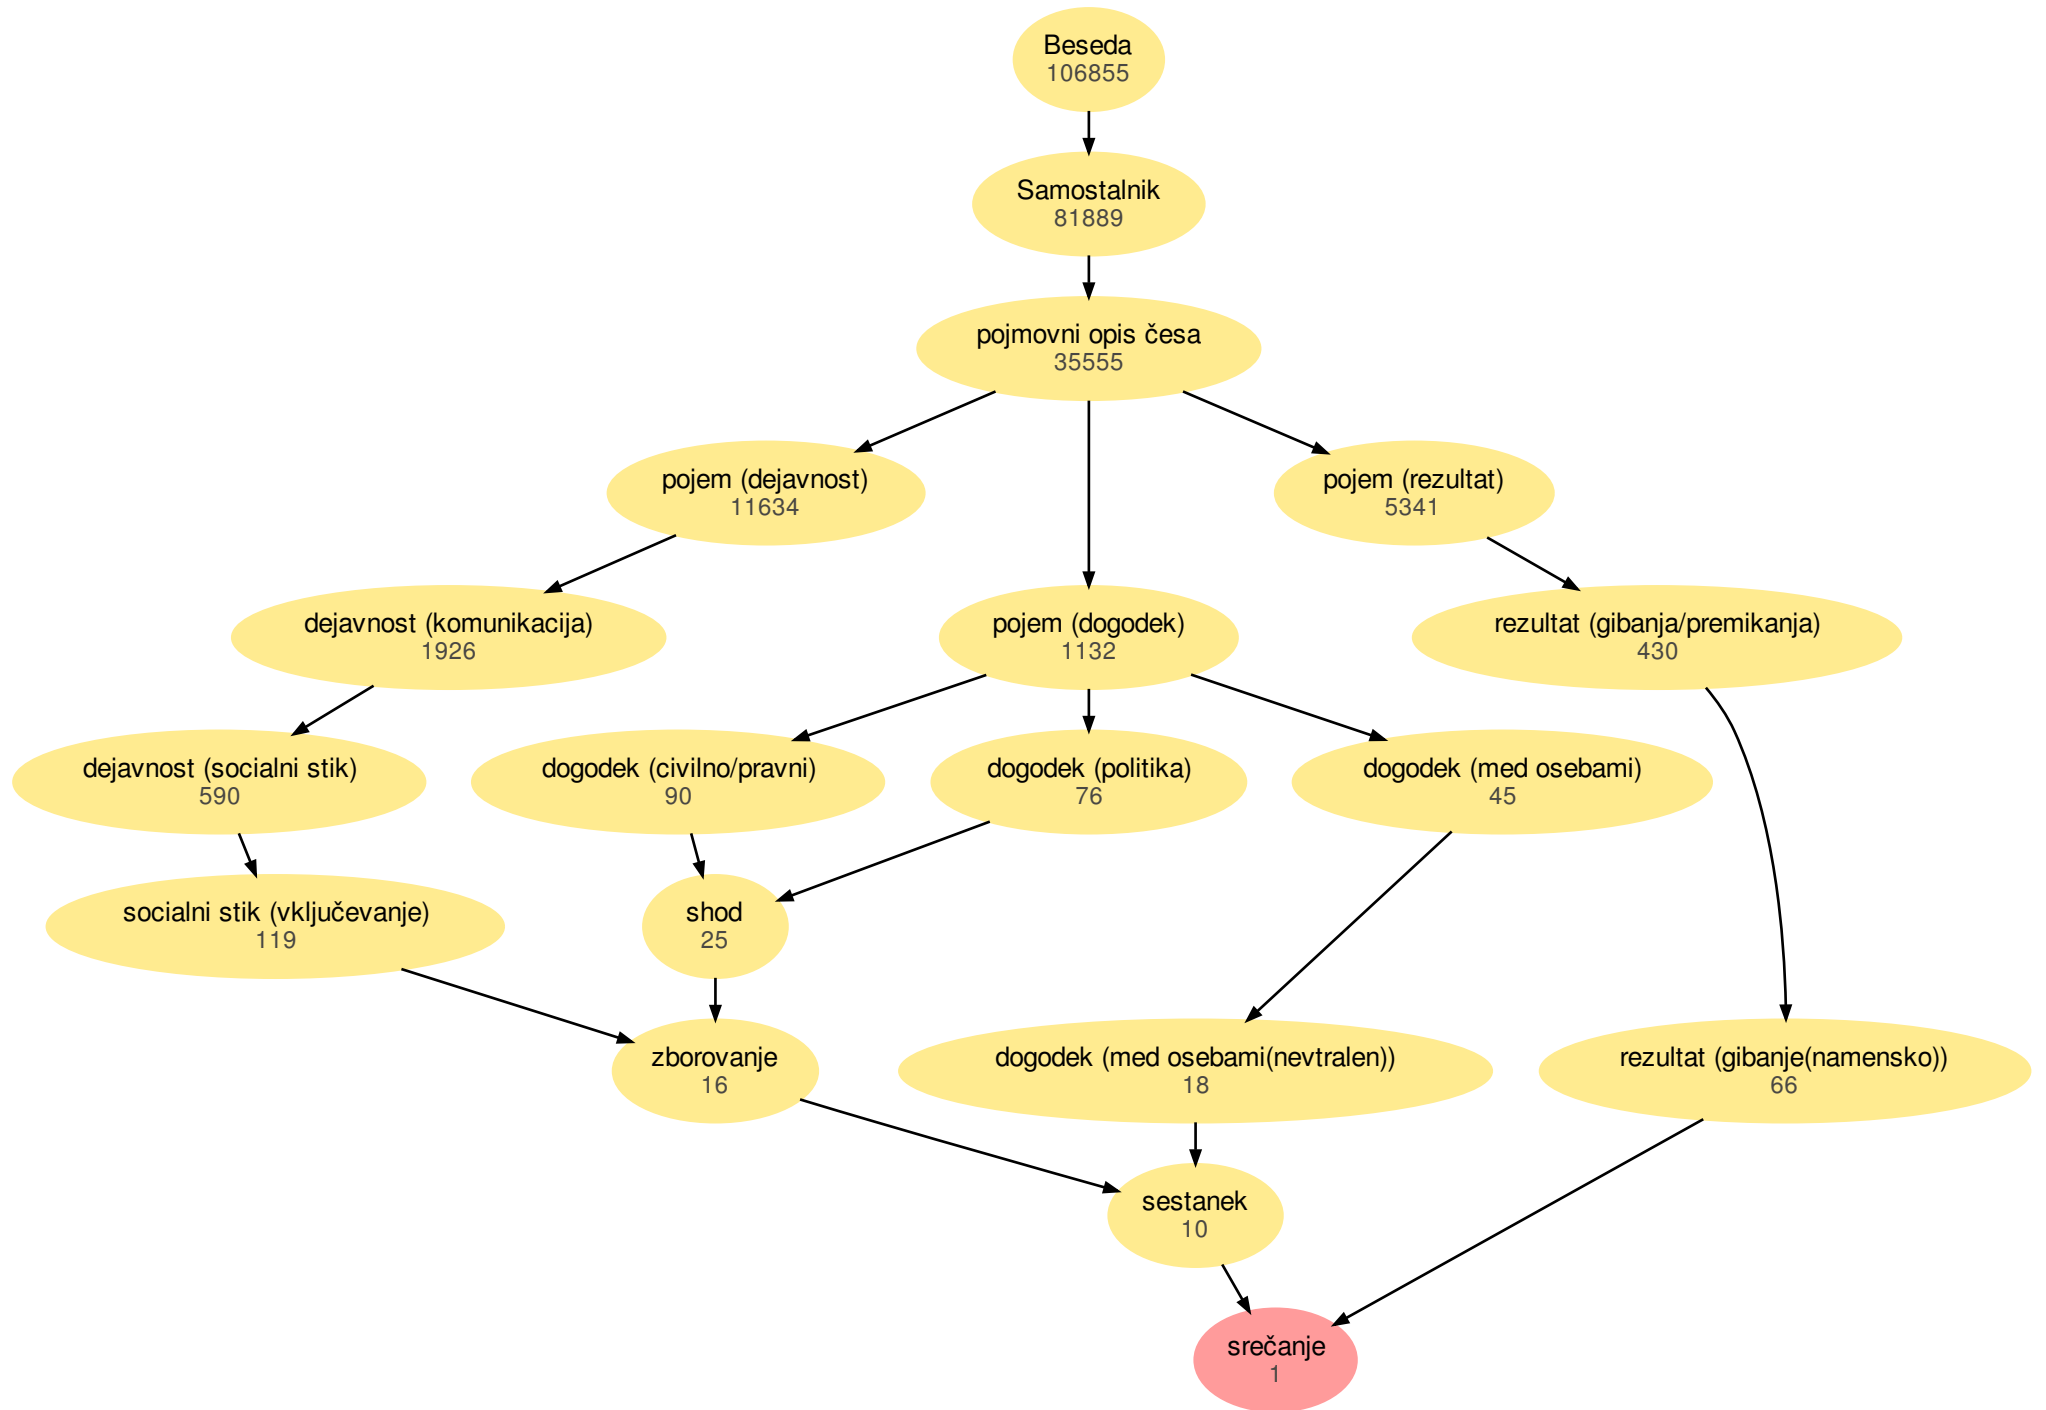 Beseda
106855
Samostalnik
81889
pojmovni opis česa
35555
pojem (dejavnost)
11634
pojem (rezultat)
5341
dejavnost (komunikacija)
1926
pojem (dogodek)
1132
rezultat (gibanja/premikanja)
430
dejavnost (socialni stik)
590
dogodek (civilno/pravni)
90
dogodek (politika)
76
dogodek (med osebami)
45
socialni stik (vključevanje)
119
shod
25
zborovanje
16
dogodek (med osebami(nevtralen))
18
rezultat (gibanje(namensko))
66
sestanek
10
srečanje
1